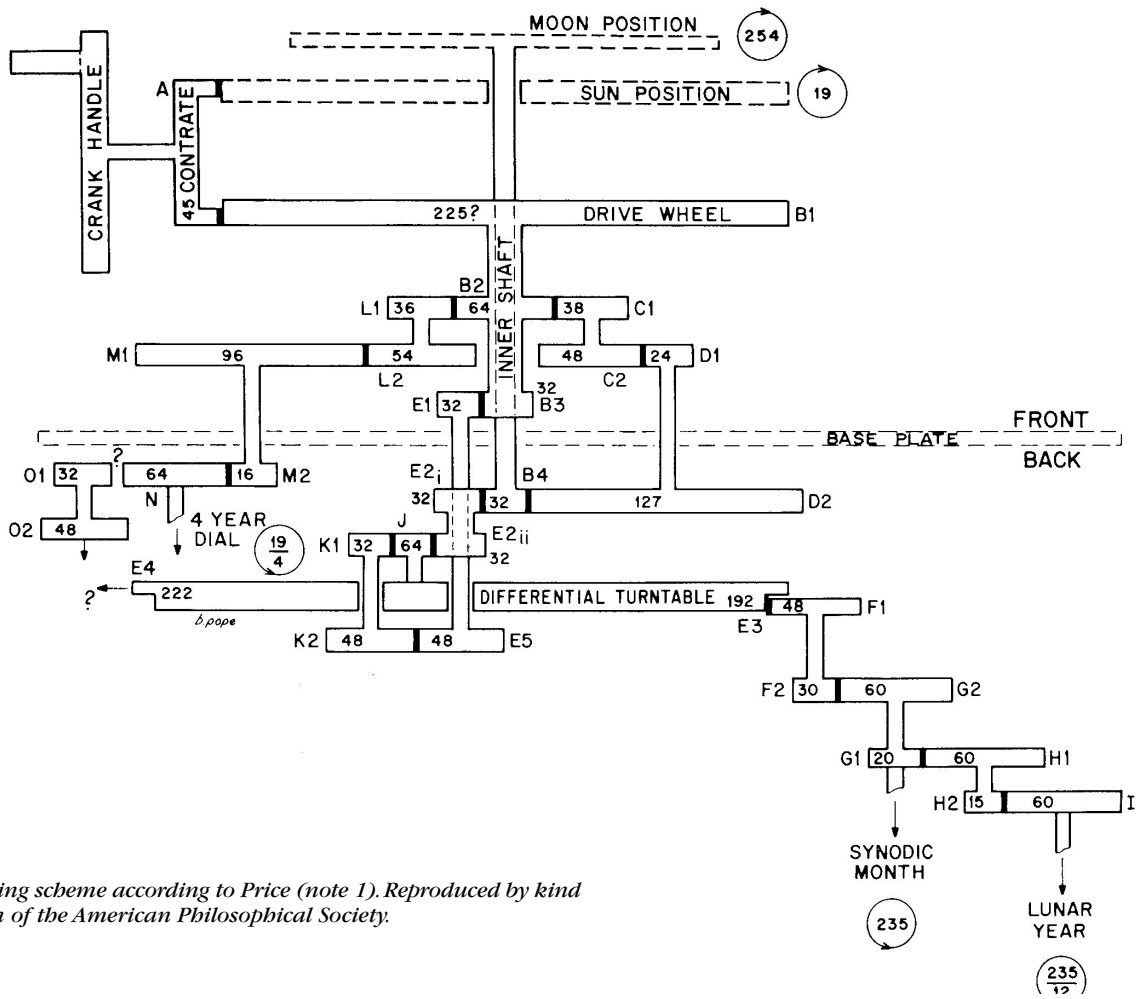 MOON POSITION
254
A
SUN POSITION
19
CRANK HANDLE
45 CONTRATE
225?
DRIVE WHEEL
B1
INNER SHAFT
B2
L1
36
64
38
C1
M1
96
54
48
24
D1
L2
C2
32
E1
32
B3
FRONT
BASE PLATE
BACK
O1
32
?
64
16
M2
N
E2i
B4
32
32
127
D2
O2
48
4 YEAR
DIAL
19
4
J
K1
32
64
E2ii
32
E4
?
222
b.pope
DIFFERENTIAL TURNTABLE
192
48
F1
E3
K2
48
48
E5
F2
30
60
G2
G1
20
60
H1
H2
15
60
I
SYNODIC
MONTH
235
LUNAR
YEAR
235
12
ing scheme according to Price (note 1). Reproduced by kind
n of the American Philosophical Society.